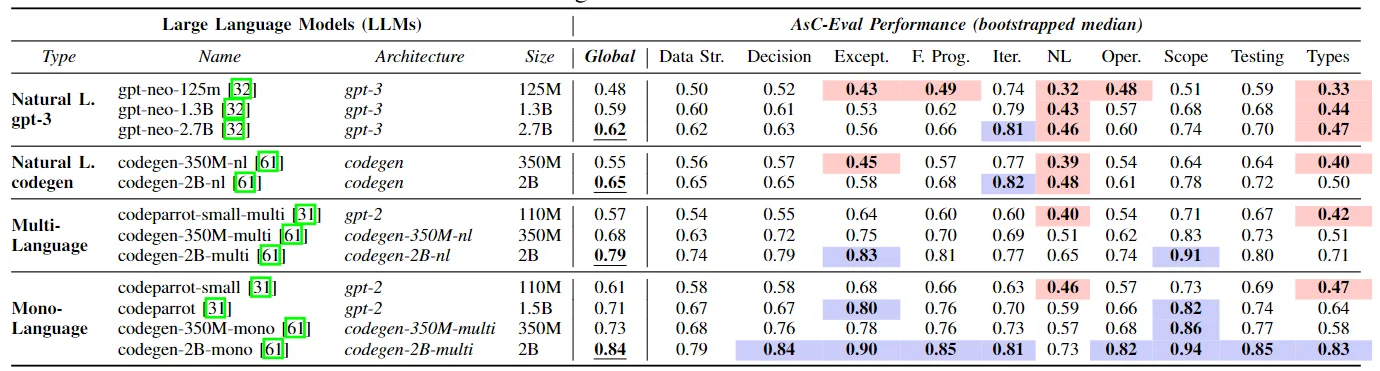 Large Language Models (LLMs) AsC-Eval Performance (bootstrapped median)
Type Name Architecture Size Global Data Str. Decision Except. F. Prog. Iter. NL Oper. Scope Testing Types
Natural L. gpt-3
gpt-neo-125m [32] gpt-3 125M 0.48 0.50 0.52 0.43 0.49 0.74 0.32 0.48 0.51 0.59 0.33
gpt-neo-1.3B [32] gpt-3 1.3B 0.59 0.60 0.61 0.53 0.62 0.79 0.43 0.57 0.68 0.68 0.44
gpt-neo-2.7B [32] gpt-3 2.7B 0.62 0.62 0.63 0.56 0.66 0.81 0.46 0.60 0.74 0.70 0.47
Natural L. codegen-350M-nl [61] codegen 350M 0.55 0.56 0.57 0.45 0.57 0.77 0.39 0.54 0.64 0.64 0.40
codegen codegen-2B-nl [61] codegen 2B 0.65 0.65 0.65 0.58 0.68 0.82 0.48 0.61 0.78 0.72 0.50
Multi-
Language
codeparrot-small-multi [31] gpt-2 110M 0.57 0.54 0.55 0.64 0.60 0.60 0.40 0.54 0.71 0.67 0.42
codegen-350M-multi [61] codegen-350M-nl 350M 0.68 0.63 0.72 0.75 0.70 0.69 0.51 0.62 0.83 0.73 0.51
codegen-2B-multi [61] codegen-2B-nl 2B 0.79 0.74 0.79 0.83 0.81 0.77 0.65 0.74 0.91 0.80 0.71
Mono-
Language
codeparrot-small [31] gpt-2 110M 0.61 0.58 0.58 0.68 0.66 0.63 0.46 0.57 0.73 0.69 0.47
codeparrot [31] gpt-2 1.5B 0.71 0.67 0.67 0.80 0.76 0.70 0.59 0.66 0.82 0.74 0.64
codegen-350M-mono [61] codegen-350M-multi 350M 0.73 0.68 0.76 0.78 0.76 0.73 0.57 0.68 0.86 0.77 0.58
codegen-2B-mono [61] codegen-2B-multi 2B 0.84 0.79 0.84 0.90 0.85 0.81 0.73 0.82 0.94 0.85 0.83